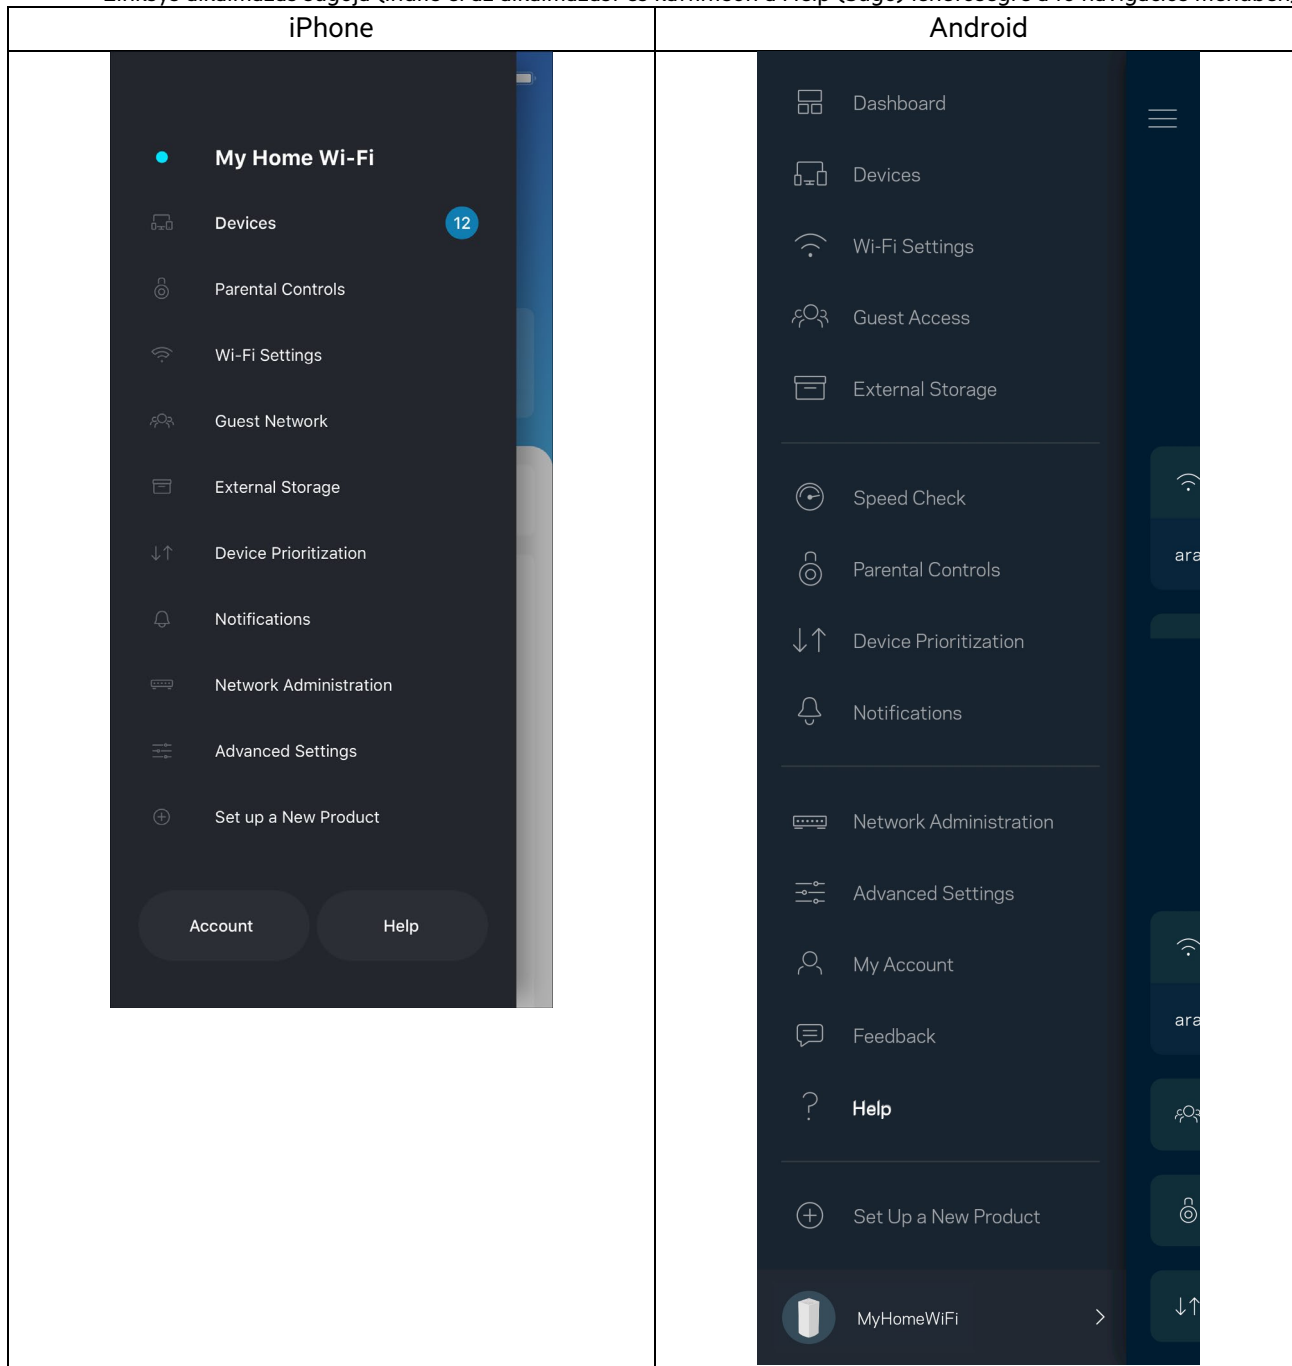 iPhone
Android
My Home Wi-Fi
Devices 12
Parental Controls
Wi-Fi Settings
Guest Network
External Storage
Device Prioritization
Notifications
Network Administration
Advanced Settings
Set up a New Product
Account Help
Dashboard
Devices
Wi-Fi Settings
Guest Access
External Storage
Speed Check
Parental Controls
Device Prioritization
Notifications
Network Administration
Advanced Settings
My Account
Feedback
Help
Set Up a New Product
MyHomeWiFi
ara
ara